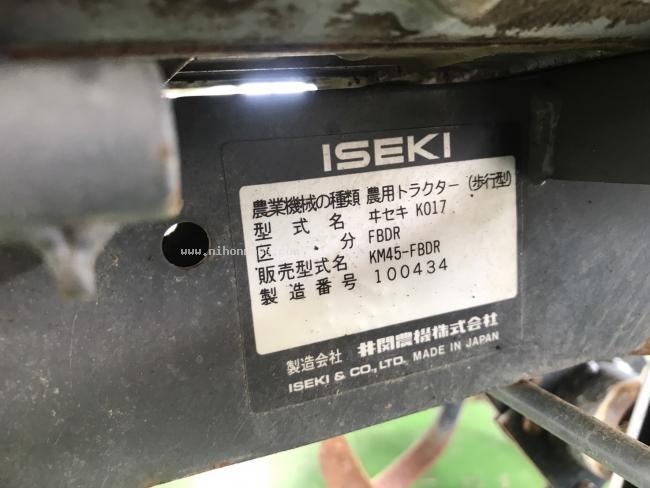 ISEKI
農業機械の種類 農用トラクター(歩行型)
型式名 ヰセキ KO17
区・分 FBDR
販売型式名 KM45-FBDR
製造番号 100434
製造会社 井関農機株式会社
ISEKI & CO., LTD. MADE IN JAPAN